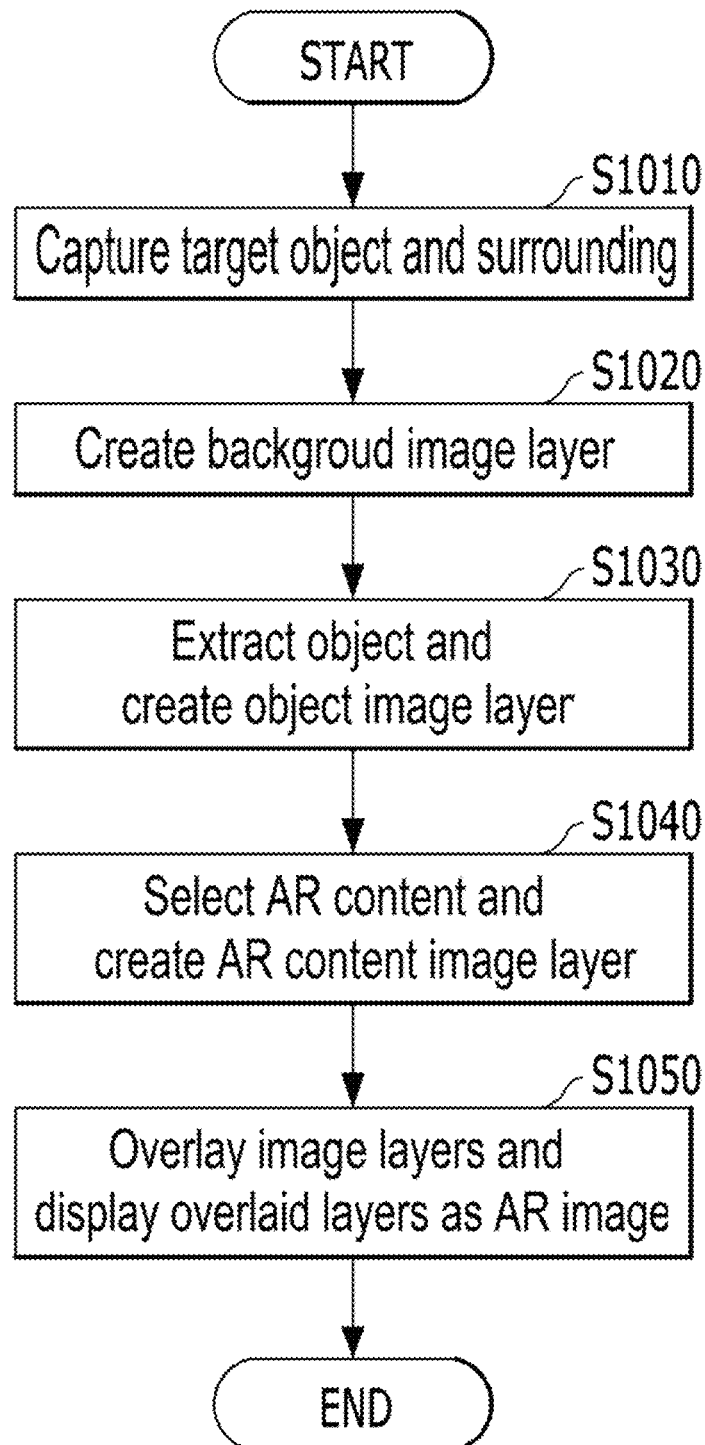 START
S1010
Capture target object and surrounding
S1020
Create backgroud image layer
S1030
Extract object and
create object image layer
S1040
Select AR content and
create AR content image layer
S1050
Overlay image layers and
display overlaid layers as AR image
END